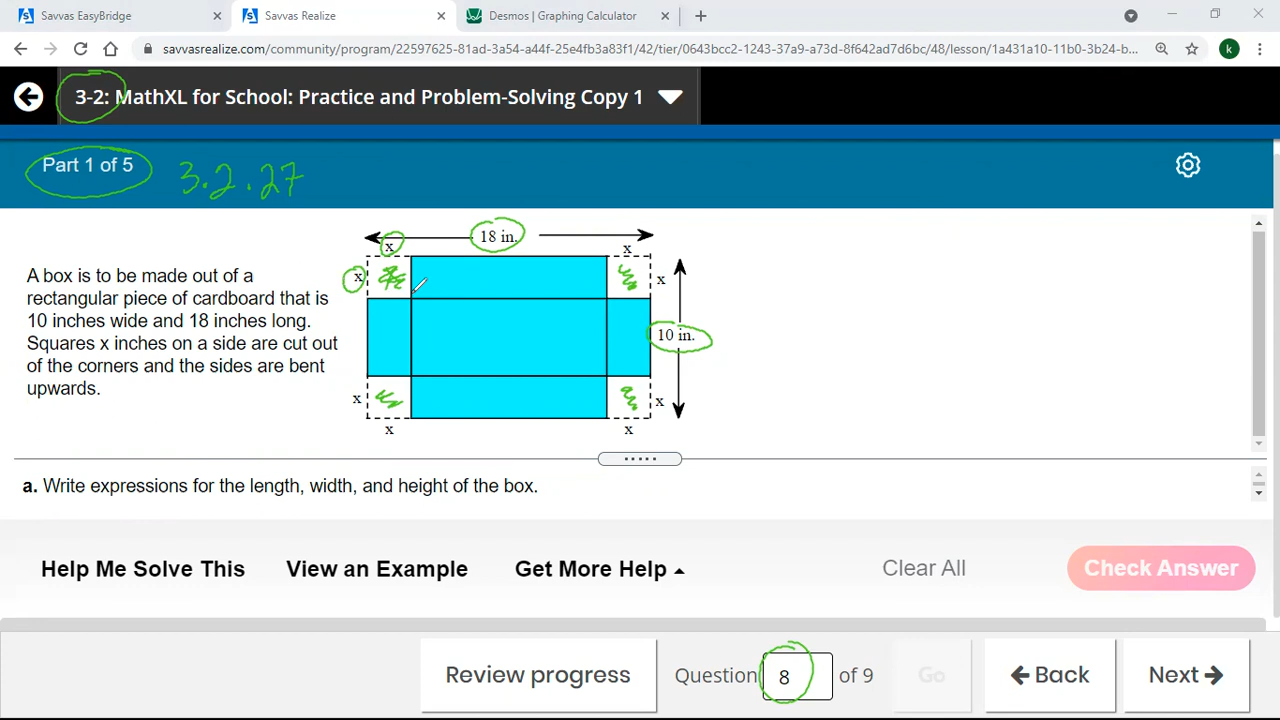 Savvas EasyBridge
Savvas Realize
Desmos | Graphing Calculator
savvasrealize.com/community/program/22597625-81ad-3a54-a44f-25e4fb3a83f1/42/tier/0643bcc2-1243-37a9-a73d-8f642ad7d6bc/48/lesson/1a431a10-11b0-3b24-b...
k
3-2: MathXL for School: Practice and Problem-Solving Copy 1
Part 1 of 5
3.2.27
A box is to be made out of a
rectangular piece of cardboard that is
10 inches wide and 18 inches long.
Squares x inches on a side are cut out
of the corners and the sides are bent
upwards.
18 in.
x
x
x
x
10 in.
x
x
x
x
a. Write expressions for the length, width, and height of the box.
Help Me Solve This
View an Example
Get More Help
Clear All
Check Answer
Review progress
Question 8 of 9
Go
Back
Next